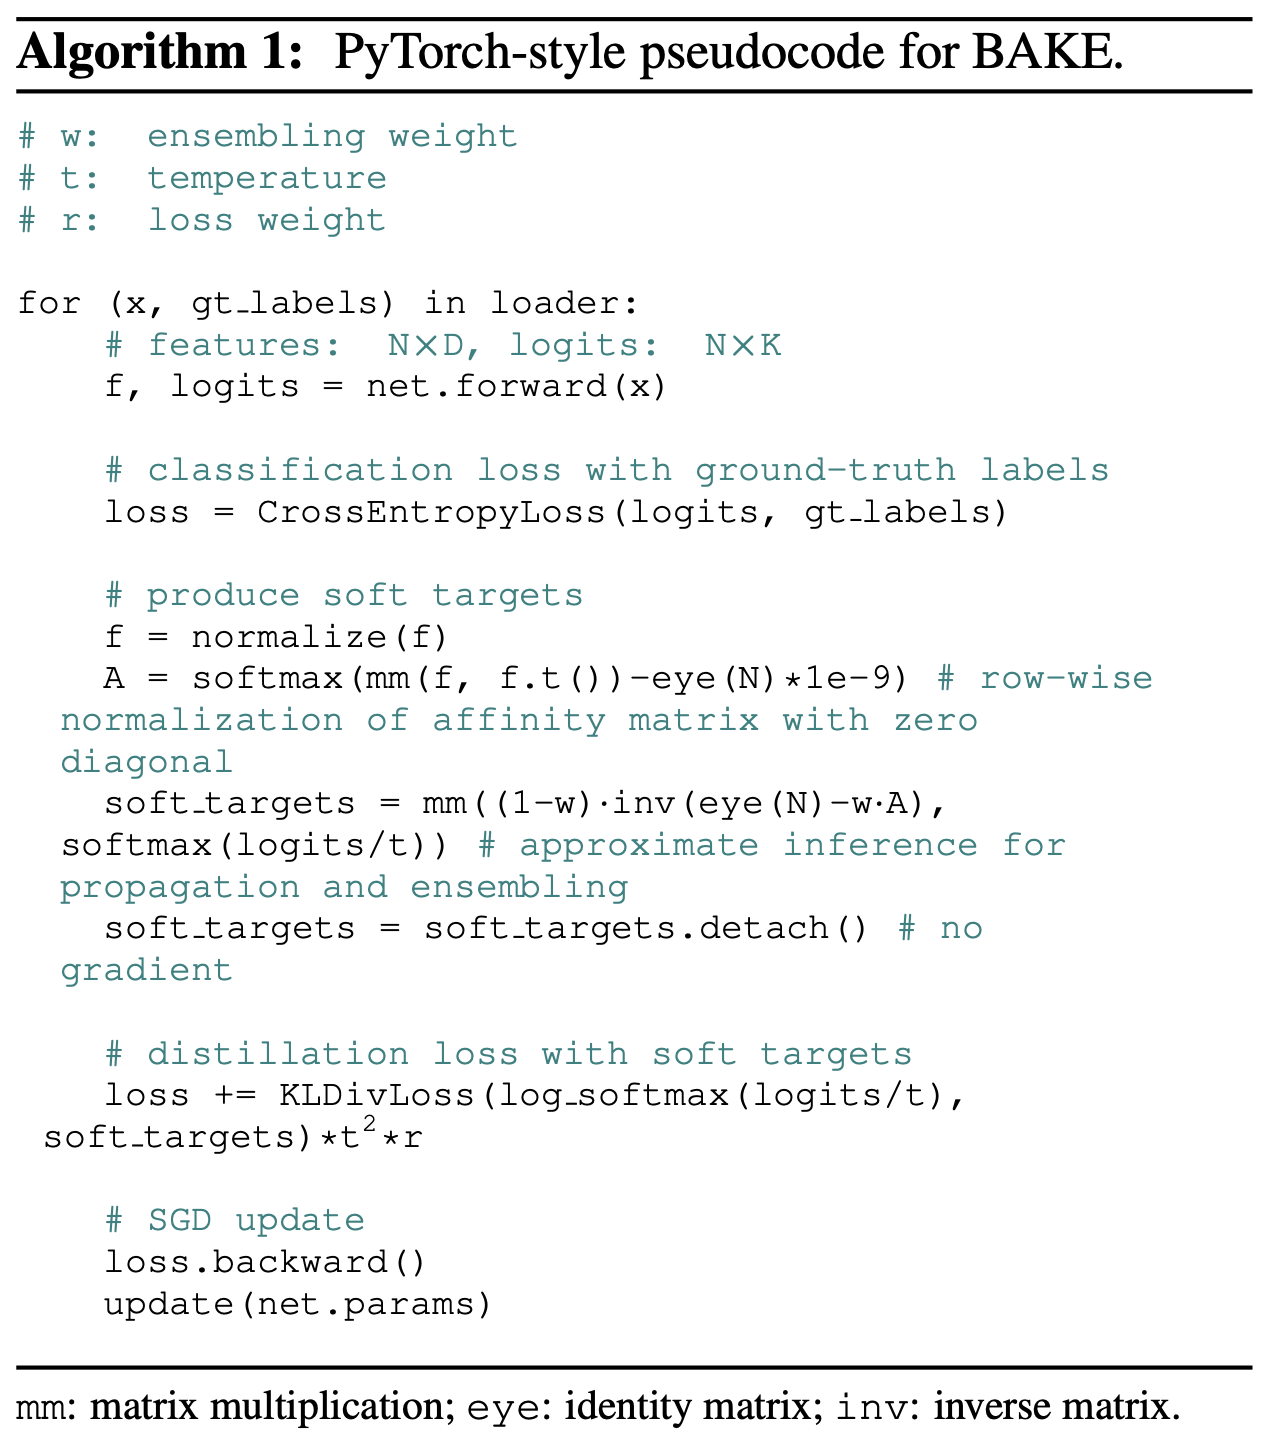 Algorithm 1: PyTorch-style pseudocode for BAKE.
# w: ensembling weight
# t: temperature
# r: loss weight
for (x, gt_labels) in loader:
# features: N×D, logits: N×K
f, logits = net.forward(x)
# classification loss with ground-truth labels
loss = CrossEntropyLoss(logits, gt_labels)
# produce soft targets
f = normalize(f)
A = softmax(mm(f, f.t())-eye(N)*1e-9) # row-wise
normalization of affinity matrix with zero
diagonal
soft_targets = mm((1-w)·inv(eye(N)-w·A),
softmax(logits/t)) # approximate inference for
propagation and ensembling
soft_targets = soft_targets.detach() # no
gradient
# distillation loss with soft targets
loss += KLDivLoss(log_softmax(logits/t),
soft_targets)*t²*r
# SGD update
loss.backward()
update(net.params)
mm: matrix multiplication; eye: identity matrix; inv: inverse matrix.